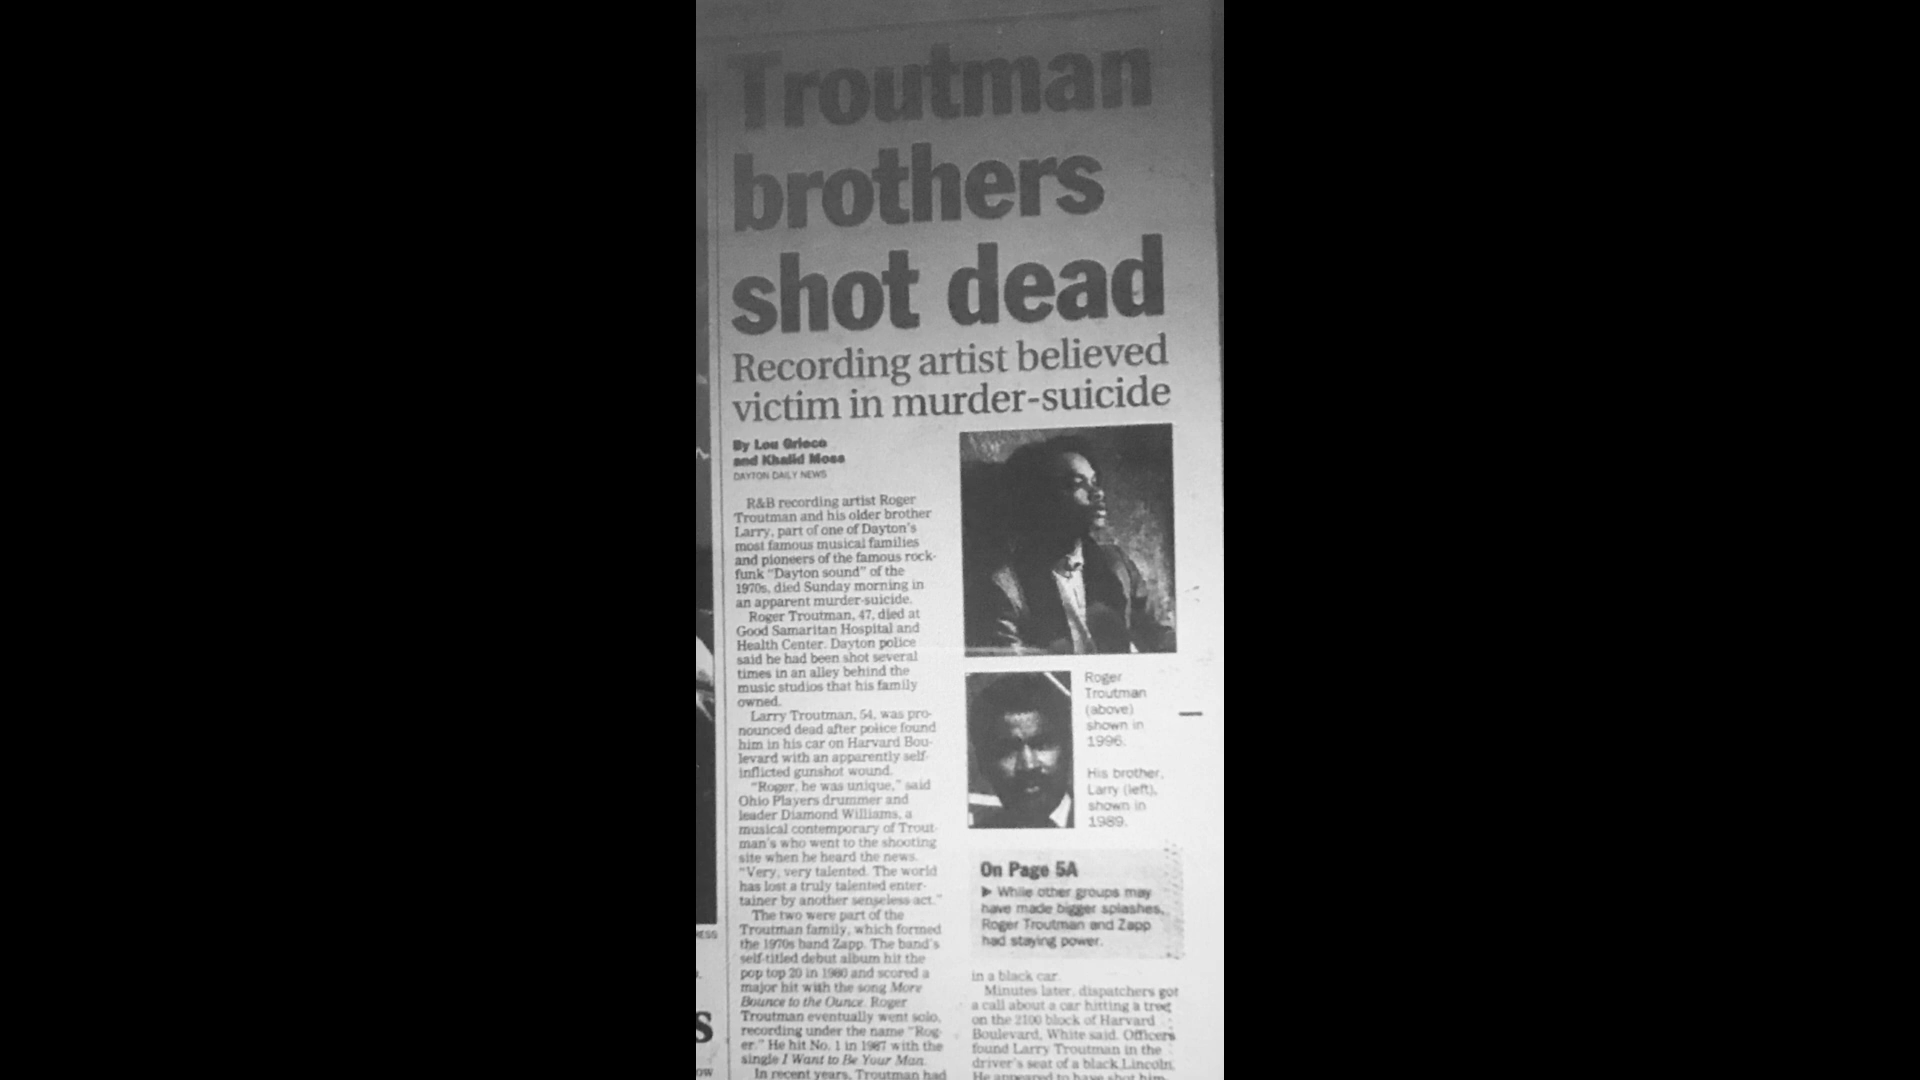 Troutman
brothers
shot dead
Recording artist believed
victim in murder-suicide
By Lou Grieco
and Khalid Moss
DAYTON DAILY NEWS
R&B recording artist Roger
Troutman and his older brother
Larry, part of one of Dayton's
most famous musical families
and pioneers of the famous rock-
funk "Dayton sound" of the
1970s, died Sunday morning in
an apparent murder-suicide.
Roger Troutman, 47, died at
Good Samaritan Hospital and
Health Center. Dayton police
said he had been shot several
times in an alley behind the
music studios that his family
owned.
Larry Troutman, 54, was pro-
nounced dead after police found
him in his car on Harvard Bou-
levard with an apparently self-
inflicted gunshot wound.
"Roger, he was unique," said
Ohio Players drummer and
leader Diamond Williams, a
musical contemporary of Trout-
man's who went to the shooting
site when he heard the news.
"Very, very talented. The world
has lost a truly talented enter-
tainer by another senseless act."
The two were part of the
Troutman family, which formed
the 1970s band Zapp. The band's
self-titled debut album hit the
pop top 20 in 1980 and scored a
major hit with the song More
Bounce to the Ounce. Roger
Troutman eventually went solo,
recording under the name "Rog-
er." He hit No. 1 in 1987 with the
single I Want to Be Your Man.
In recent years, Troutman had
Roger
Troutman
(above)
shown in
1996.
His brother,
Larry (left),
shown in
1989.
On Page 5A
▶ While other groups may
have made bigger splashes,
Roger Troutman and Zapp
had staying power.
in a black car.
Minutes later, dispatchers got
a call about a car hitting a tree
on the 2100 block of Harvard
Boulevard, White said. Officers
found Larry Troutman in the
driver's seat of a black Lincoln.
He appeared to have shot him-
ESS
s
ow